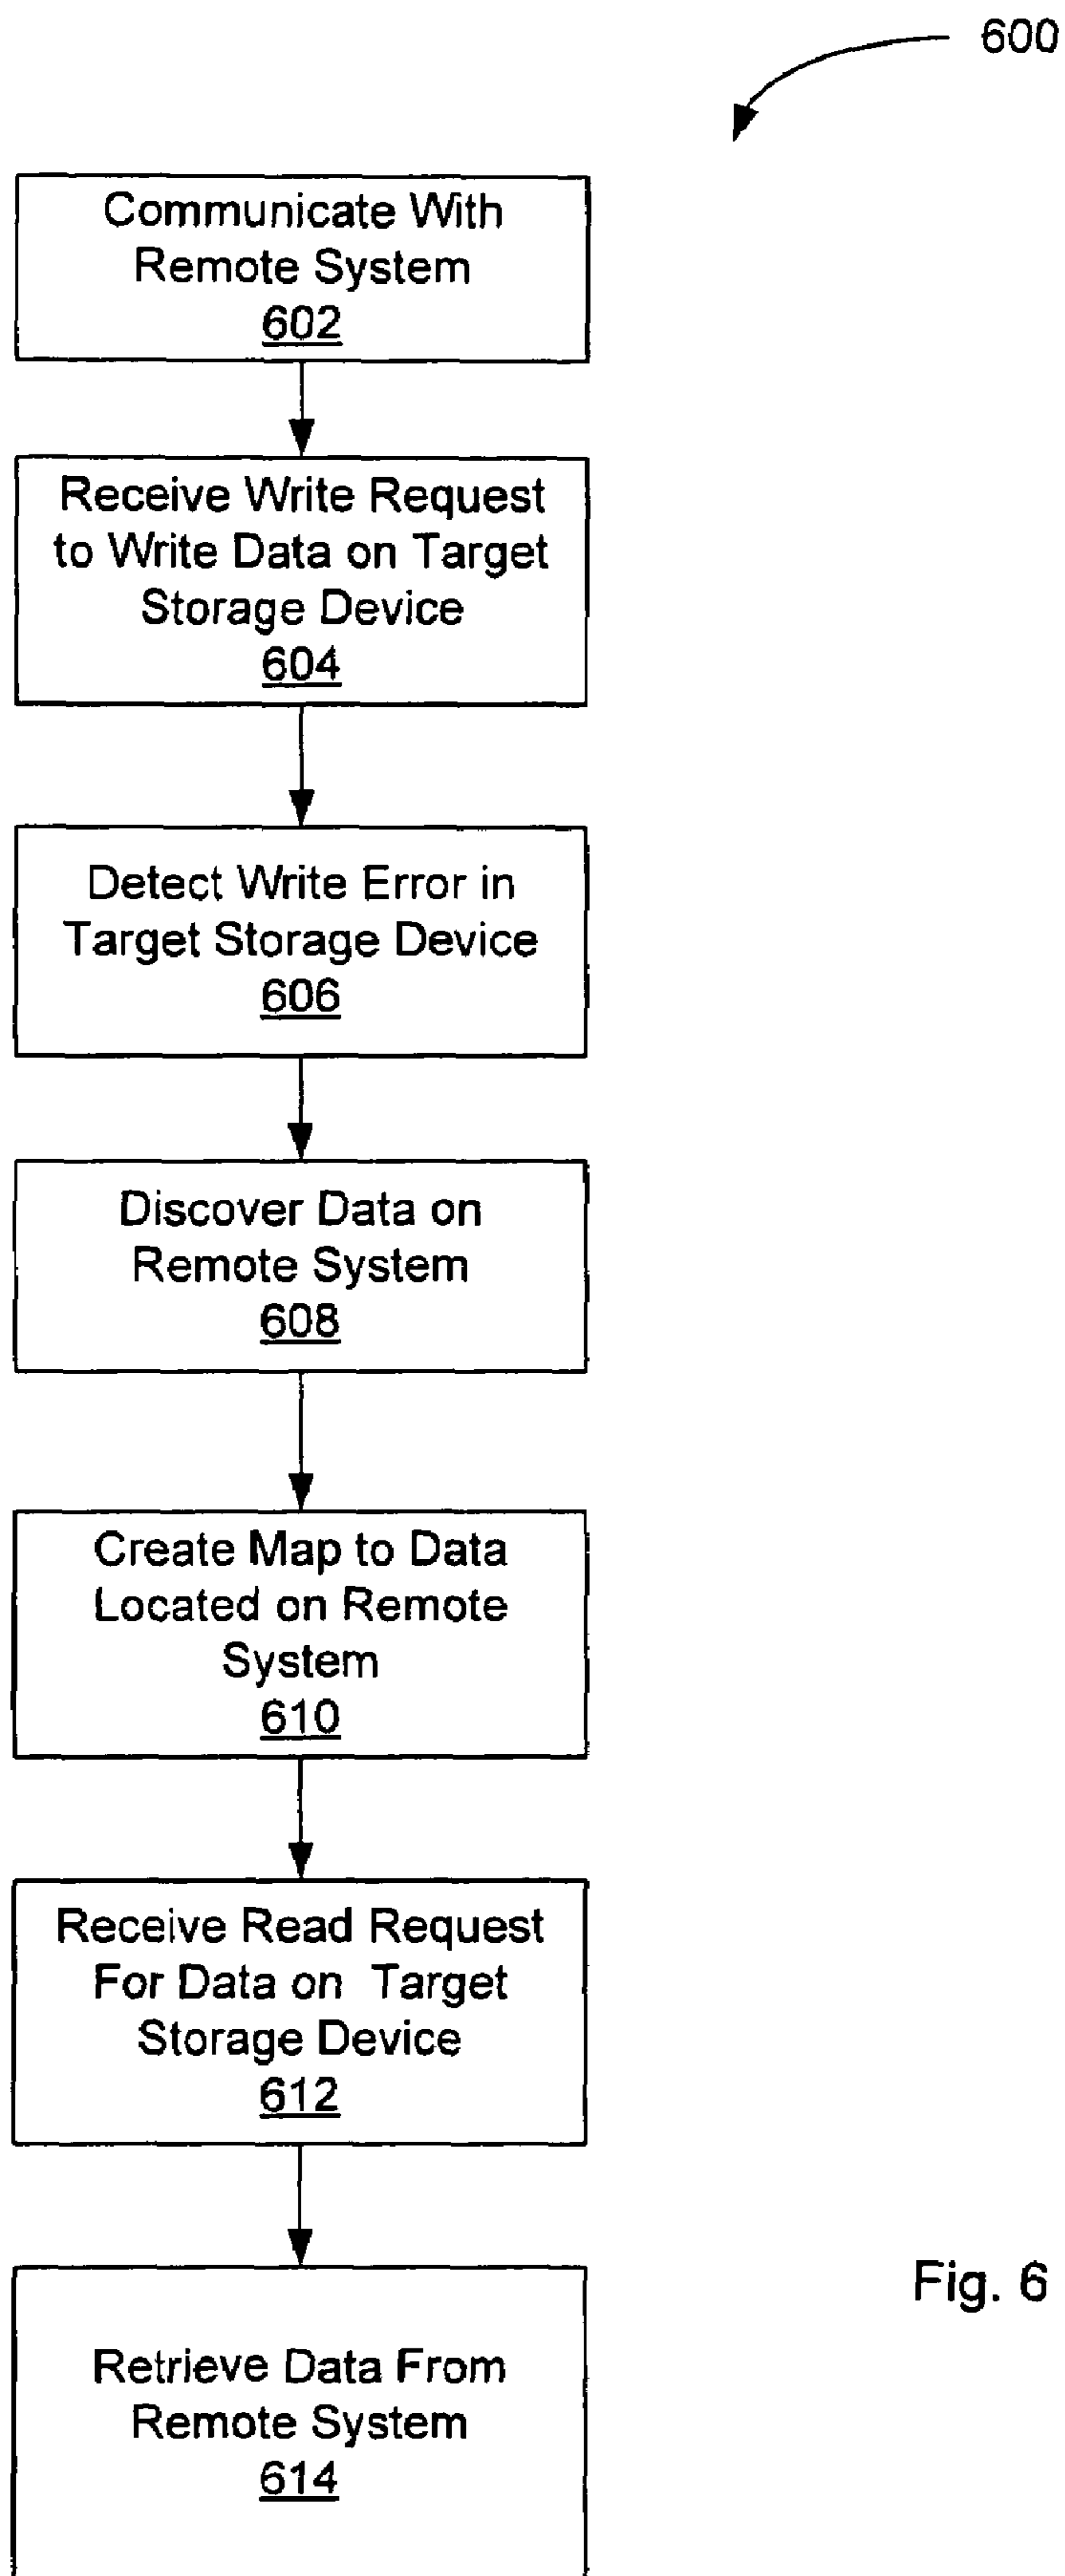 600
Communicate With
Remote System
602
Receive Write Request
to Write Data on Target
Storage Device
604
Detect Write Error in
Target Storage Device
606
Discover Data on
Remote System
608
Create Map to Data
Located on Remote
System
610
Receive Read Request
For Data on Target
Storage Device
612
Retrieve Data From
Remote System
614
Fig. 6